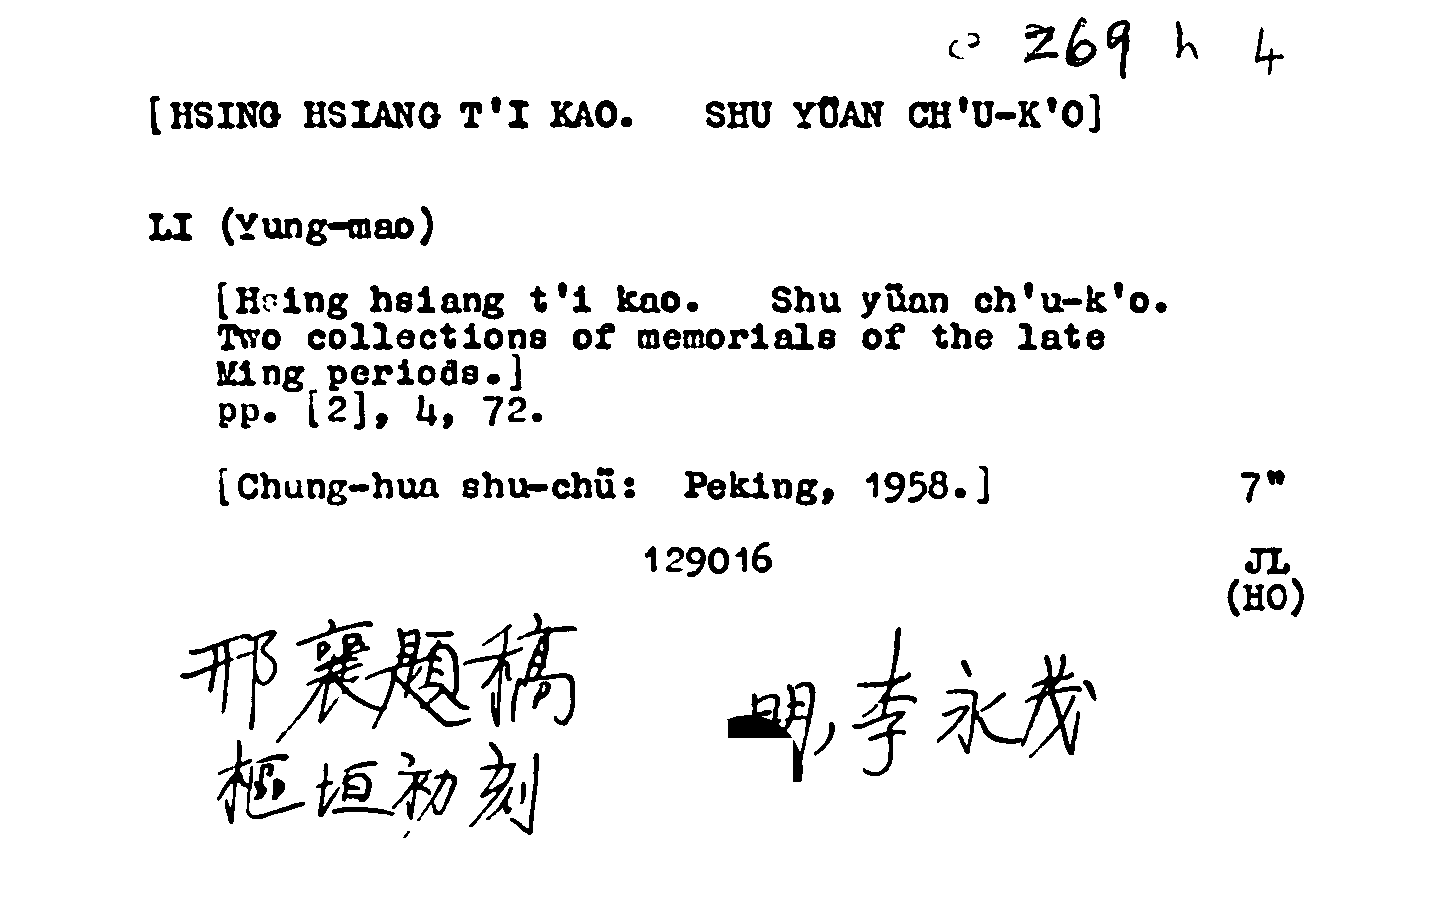 c 269 h 4
[HSING HSIANG T'I KAO.  SHU YÜAN CH'U-K'O]
LI (Yung-mao)
[Hsing hsiang t'i kao.  Shu yüan ch'u-k'o.
Two collections of memorials of the late
Ming periods.]
pp. [2], 4, 72.
[Chung-hua shu-chü:  Peking, 1958.] 7"
129016 JL
(HO)
邢襄題稿 明, 李永茂
樞垣初刻